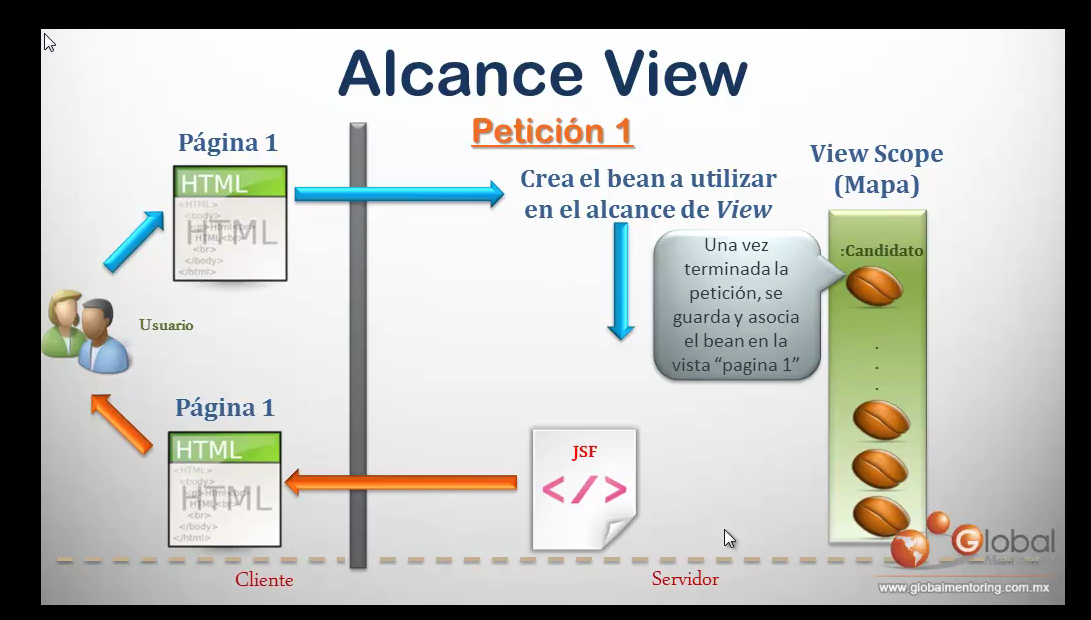 Alcance View
Petición 1
Página 1
HTML
<HTML>
<body>
HTML
HTML<br>
<br>
</body>
</html>
Crea el bean a utilizar
en el alcance de View
View Scope
(Mapa)
:Candidato
Una vez
terminada la
petición, se
guarda y asocia
el bean en la
vista “pagina 1”
Usuario
Página 1
HTML
<HTML>
<body>
HTML
HTML<br>
<br>
</body>
</html>
JSF
</>
Cliente
Servidor
Global
www.globalmentoring.com.mx